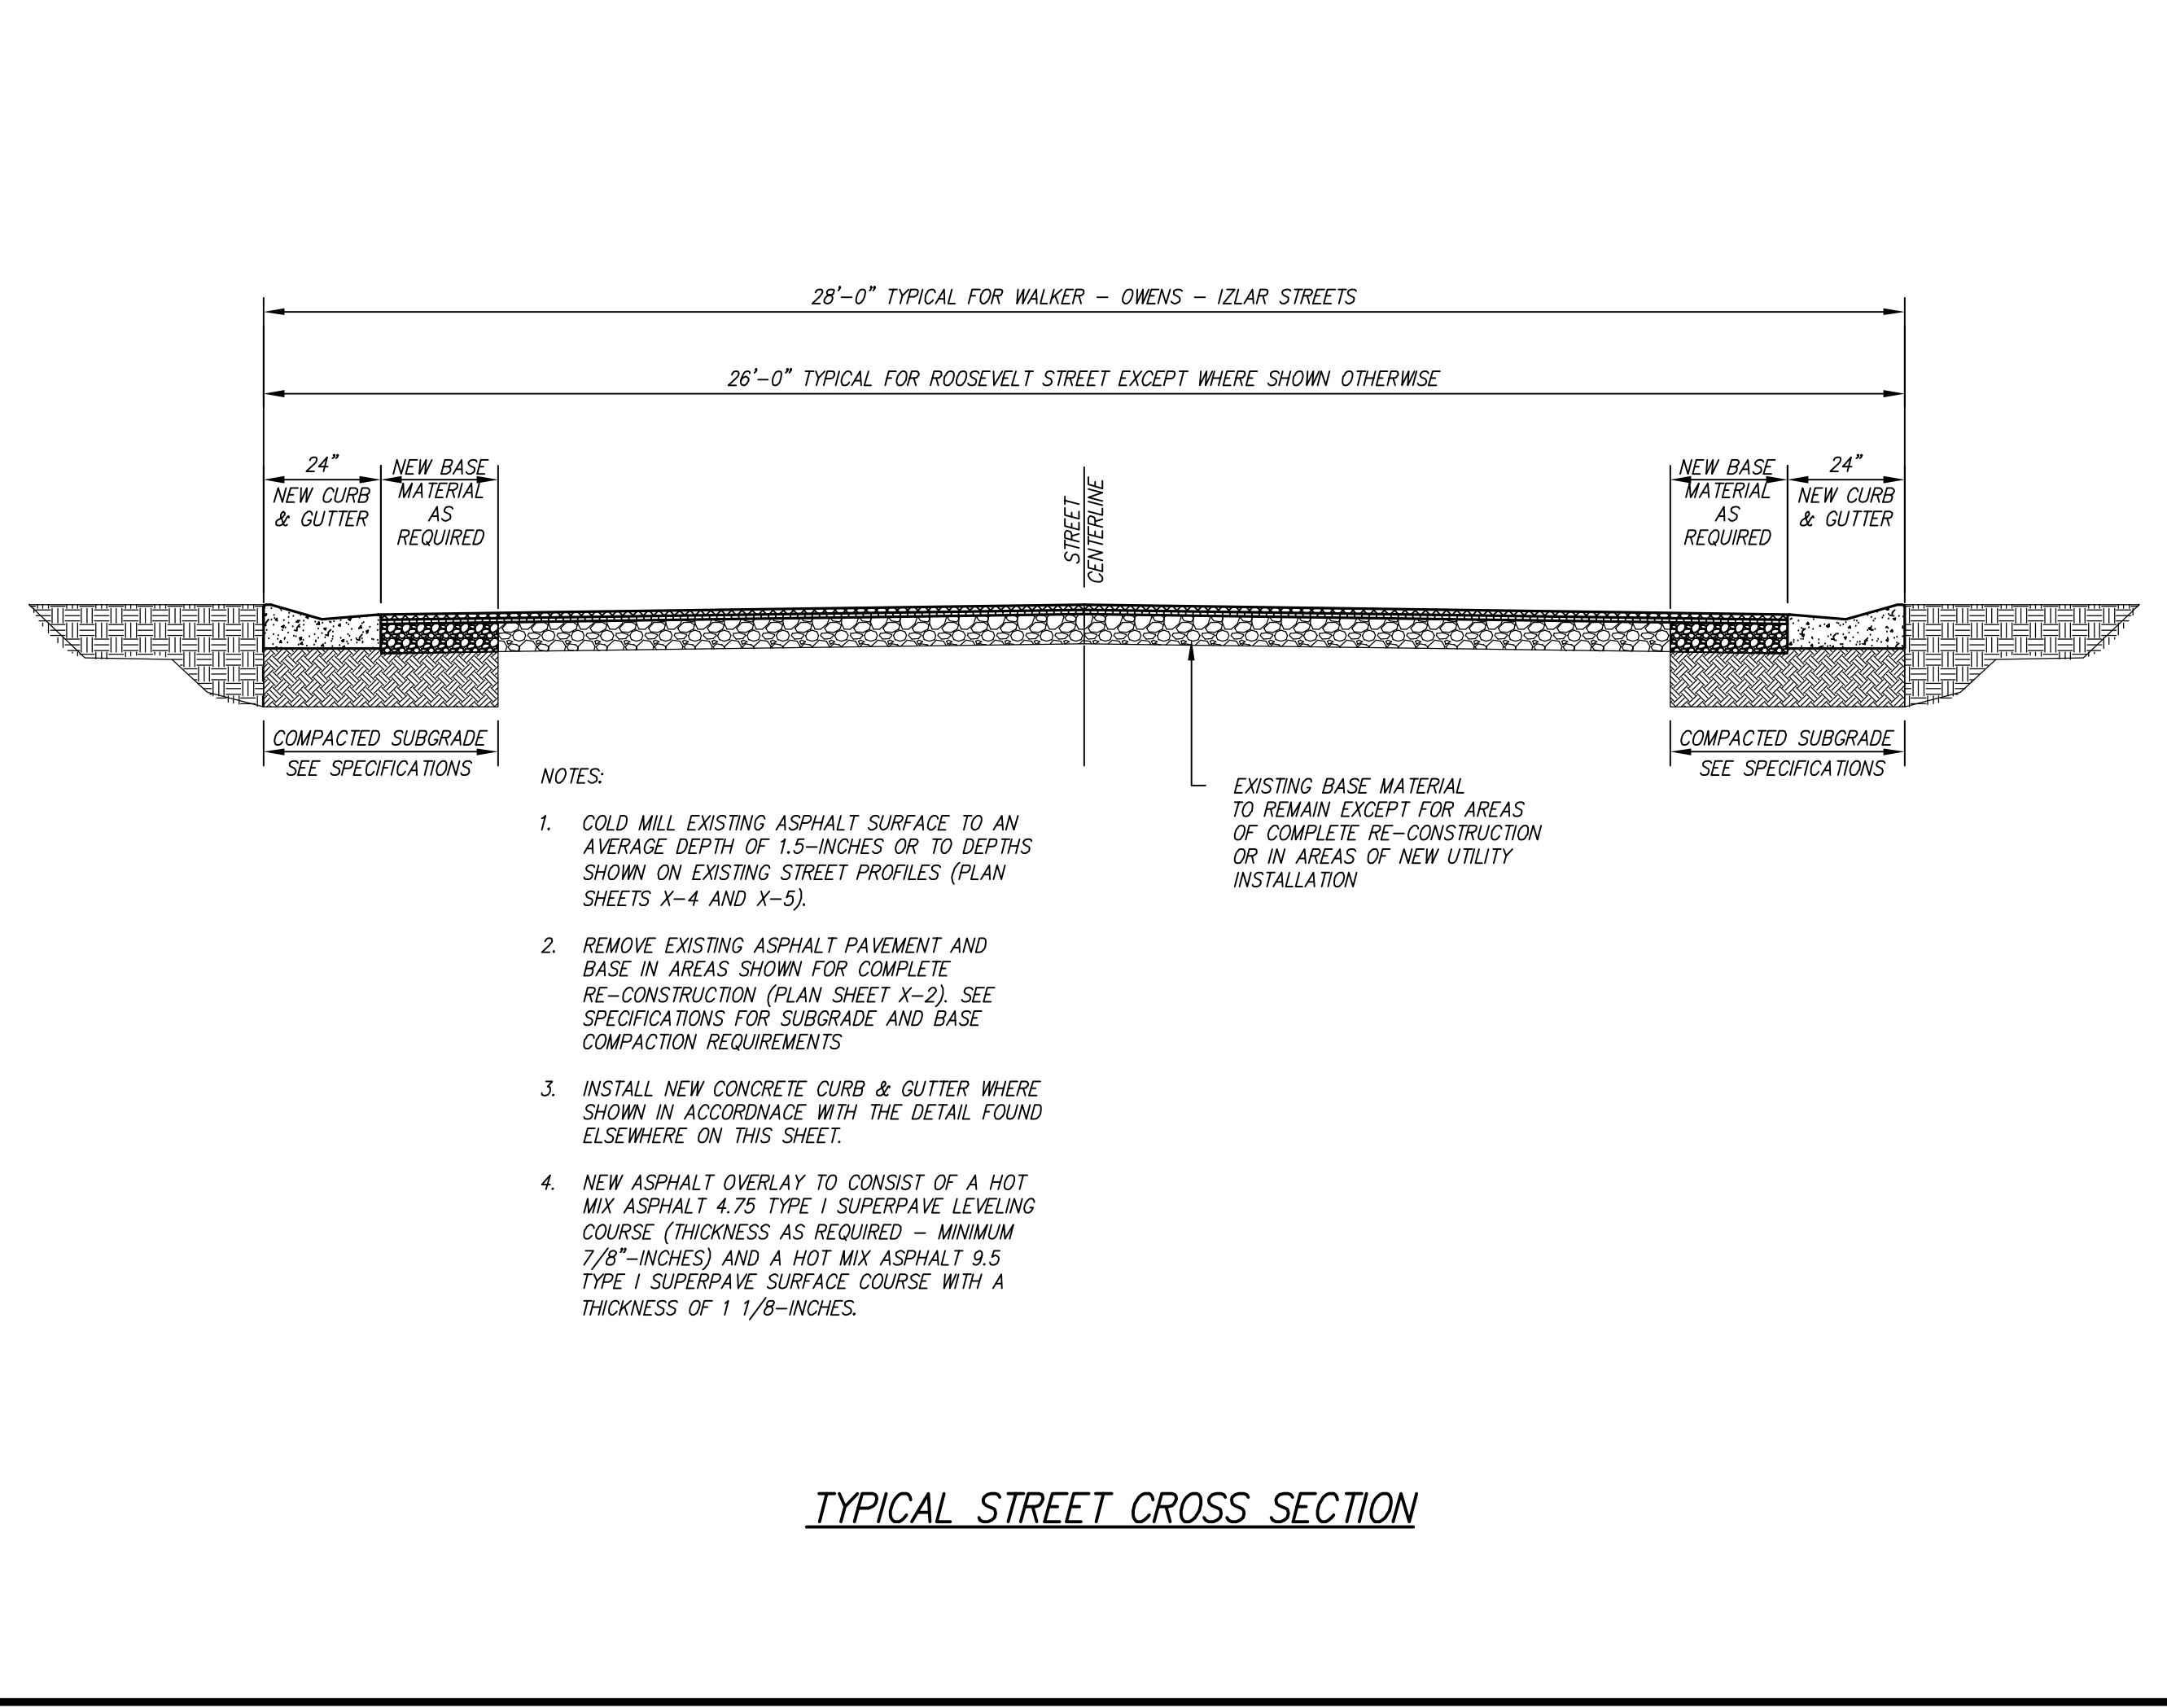 28'-0" TYPICAL FOR WALKER - OWENS - IZLAR STREETS
26'-0" TYPICAL FOR ROOSEVELT STREET EXCEPT WHERE SHOWN OTHERWISE
24"
NEW CURB
& GUTTER
NEW BASE
MATERIAL
AS
REQUIRED
STREET
CENTERLINE
NEW BASE
MATERIAL
AS
REQUIRED
24"
NEW CURB
& GUTTER
COMPACTED SUBGRADE
SEE SPECIFICATIONS
COMPACTED SUBGRADE
SEE SPECIFICATIONS
EXISTING BASE MATERIAL
TO REMAIN EXCEPT FOR AREAS
OF COMPLETE RE-CONSTRUCTION
OR IN AREAS OF NEW UTILITY
INSTALLATION
NOTES:
1. COLD MILL EXISTING ASPHALT SURFACE TO AN
AVERAGE DEPTH OF 1.5-INCHES OR TO DEPTHS
SHOWN ON EXISTING STREET PROFILES (PLAN
SHEETS X-4 AND X-5).
2. REMOVE EXISTING ASPHALT PAVEMENT AND
BASE IN AREAS SHOWN FOR COMPLETE
RE-CONSTRUCTION (PLAN SHEET X-2). SEE
SPECIFICATIONS FOR SUBGRADE AND BASE
COMPACTION REQUIREMENTS
3. INSTALL NEW CONCRETE CURB & GUTTER WHERE
SHOWN IN ACCORDNACE WITH THE DETAIL FOUND
ELSEWHERE ON THIS SHEET.
4. NEW ASPHALT OVERLAY TO CONSIST OF A HOT
MIX ASPHALT 4.75 TYPE I SUPERPAVE LEVELING
COURSE (THICKNESS AS REQUIRED - MINIMUM
7/8"-INCHES) AND A HOT MIX ASPHALT 9.5
TYPE I SUPERPAVE SURFACE COURSE WITH A
THICKNESS OF 1 1/8-INCHES.
TYPICAL STREET CROSS SECTION